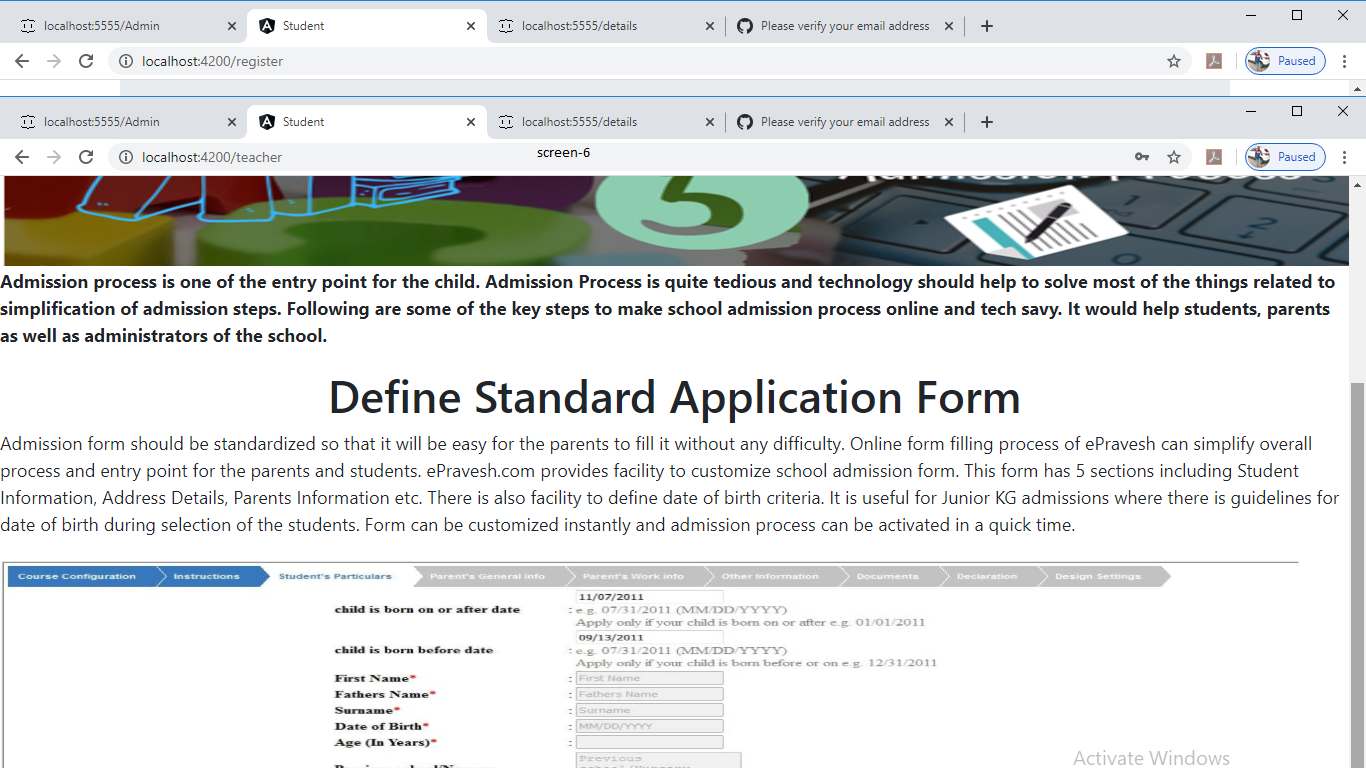 localhost:5555/Admin Student localhost:5555/details Please verify your email address
localhost:4200/register Paused
localhost:5555/Admin Student localhost:5555/details Please verify your email address
localhost:4200/teacher screen-6 Paused
3
Admission process is one of the entry point for the child. Admission Process is quite tedious and technology should help to solve most of the things related to
simplification of admission steps. Following are some of the key steps to make school admission process online and tech savy. It would help students, parents
as well as administrators of the school.
Define Standard Application Form
Admission form should be standardized so that it will be easy for the parents to fill it without any difficulty. Online form filling process of ePravesh can simplify overall
process and entry point for the parents and students. ePravesh.com provides facility to customize school admission form. This form has 5 sections including Student
Information, Address Details, Parents Information etc. There is also facility to define date of birth criteria. It is useful for Junior KG admissions where there is guidelines for
date of birth during selection of the students. Form can be customized instantly and admission process can be activated in a quick time.
Course Configuration Instructions Student's Particulars Parent's General info Parent's Work info Other Information Documents Declaration Design Settings
11/07/2011
child is born on or after date : e.g. 07/31/2011 (MM/DD/YYYY)
Apply only if your child is born on or after e.g. 01/01/2011
09/13/2011
child is born before date : e.g. 07/31/2011 (MM/DD/YYYY)
Apply only if your child is born before or on e.g. 12/31/2011
First Name* : First Name
Fathers Name* : Fathers Name
Surname* : Surname
Date of Birth* : MM/DD/YYYY
Age (In Years)* :
Previous
Activate Windows